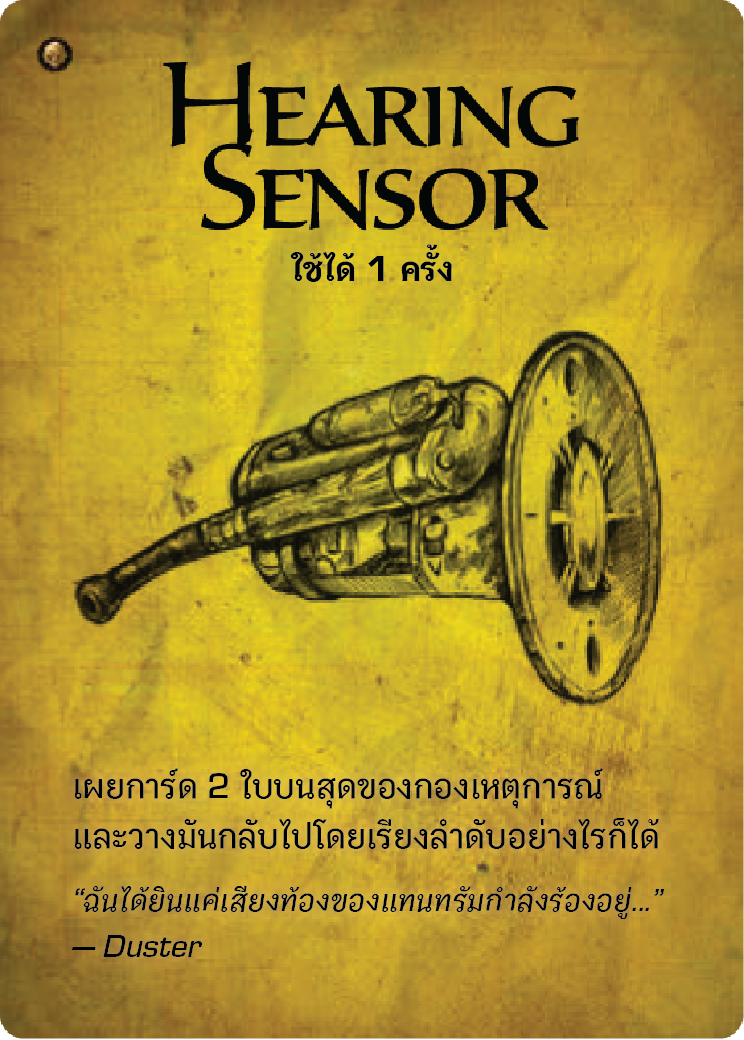 HEARING
SENSOR
ใช้ได้ 1 ครั้ง
เผยการ์ด 2 ใบบนสุดของกองเหตุการณ์
และวางมันกลับไปโดยเรียงลำดับอย่างไรก็ได้
“ฉันได้ยินแค่เสียงท้องของแทนทรัมกำลังร้องอยู่...”
— Duster